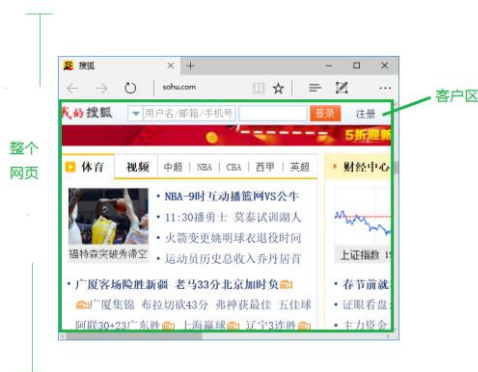 搜狐
sohu.com
我的搜狐 用户名/邮箱/手机号 登录 注册
客户区
5折迎新
整个
网页
体育 视频 中超 | NBA | CBA | 西甲 | 英超
财经中心
• NBA-9时互动播篮网VS公牛
• 11:30播勇士 莫泰试训湖人
• 火箭变更姚明球衣退役时间
福特森突破秀滞空
• 运动员历史总收入乔丹居首
上证指数
• 广厦客场险胜新疆 老马33分北京加时负
广厦集锦 布拉切砍43分 弗神获最佳 五佳球
阿联30+23广东胜 上海赢球 辽宁3连胜
• 春节前就
• 证眼看盘
• 主力资金